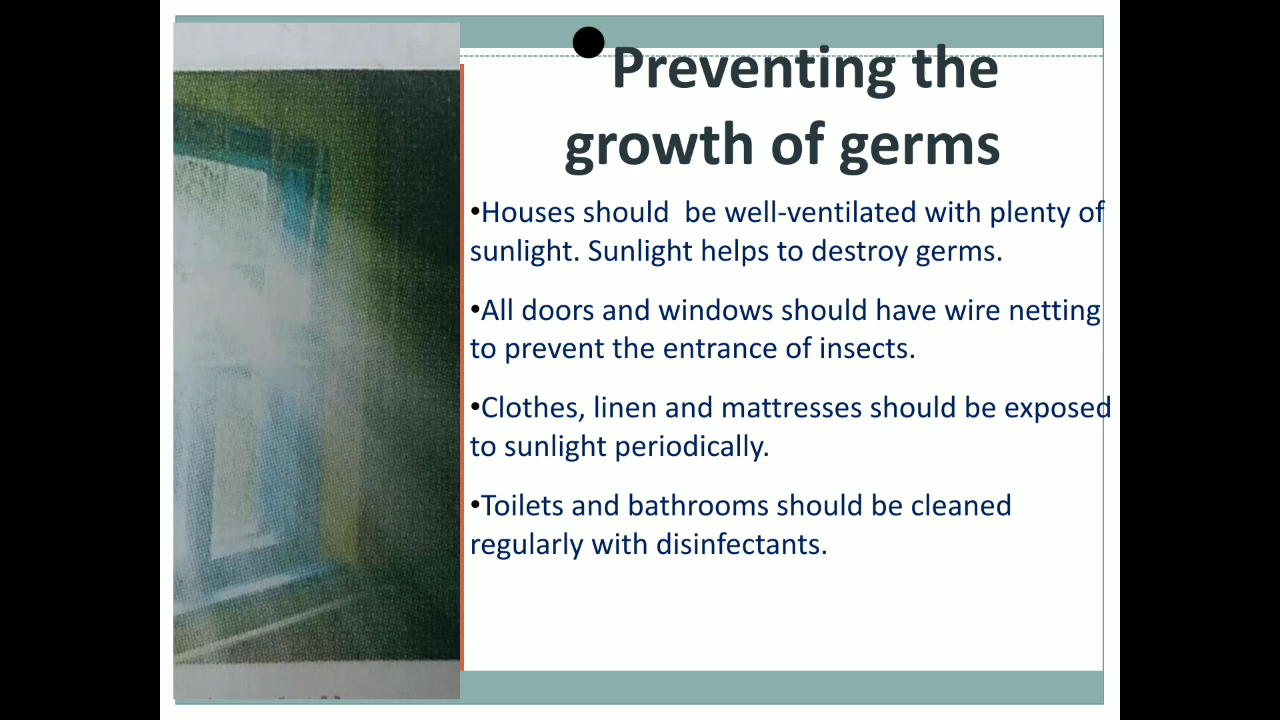 Preventing the
growth of germs
•Houses should  be well-ventilated with plenty of
sunlight. Sunlight helps to destroy germs.
•All doors and windows should have wire netting
to prevent the entrance of insects.
•Clothes, linen and mattresses should be exposed
to sunlight periodically.
•Toilets and bathrooms should be cleaned
regularly with disinfectants.